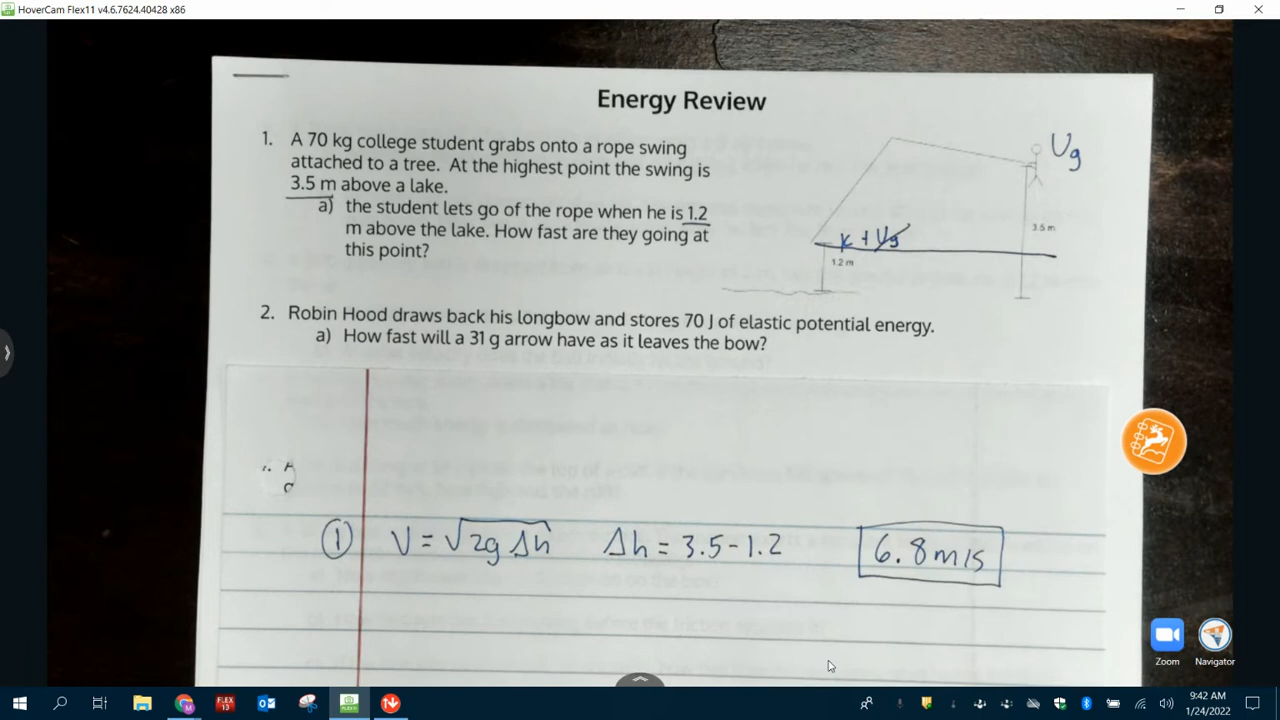 HoverCam Flex11 v4.6.7624.40428 x86
Energy Review
1. A 70 kg college student grabs onto a rope swing
attached to a tree. At the highest point the swing is
3.5 m above a lake.
a) the student lets go of the rope when he is 1.2
m above the lake. How fast are they going at
this point?
Ug
K + Ug
3.5 m
1.2 m
2. Robin Hood draws back his longbow and stores 70 J of elastic potential energy.
a) How fast will a 31 g arrow have as it leaves the bow?
① V = √2g Δh Δh = 3.5-1.2 6.8 m/s
Zoom
Navigator
FLEX
13
FLEX11
9:42 AM
1/24/2022